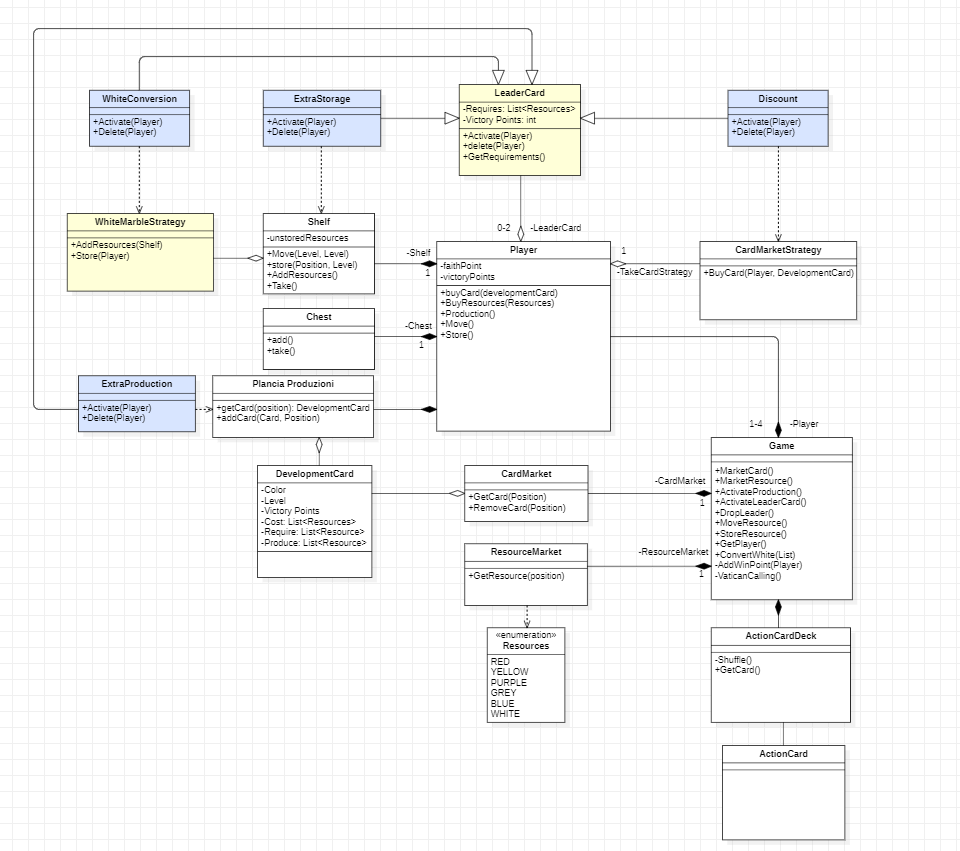 WhiteConversion
+Activate(Player)
+Delete(Player)
ExtraStorage
+Activate(Player)
+Delete(Player)
LeaderCard
-Requires: List<Resources>
-Victory Points: int
+Activate(Player)
+delete(Player)
+GetRequirements()
Discount
+Activate(Player)
+Delete(Player)
WhiteMarbleStrategy
+AddResources(Shelf)
+Store(Player)
Shelf
-unstoredResources
+Move(Level, Level)
+store(Position, Level)
+AddResources()
+Take()
0-2
-LeaderCard
-Shelf
1
Player
-faithPoint
-victoryPoints
+buyCard(developmentCard)
+BuyResources(Resources)
+Production()
+Move()
+Store()
1
-TakeCardStrategy
CardMarketStrategy
+BuyCard(Player, DevelopmentCard)
Chest
+add()
+take()
-Chest
1
ExtraProduction
+Activate(Player)
+Delete(Player)
Plancia Produzioni
+getCard(position): DevelopmentCard
+addCard(Card, Position)
1-4
-Player
DevelopmentCard
-Color
-Level
-Victory Points
-Cost: List<Resources>
-Require: List<Resource>
-Produce: List<Resource>
CardMarket
+GetCard(Position)
+RemoveCard(Position)
-CardMarket
1
Game
+MarketCard()
+MarketResource()
+ActivateProduction()
+ActivateLeaderCard()
+DropLeader()
+MoveResource()
+StoreResource()
+GetPlayer()
+ConvertWhite(List)
-AddWinPoint(Player)
-VaticanCalling()
ResourceMarket
+GetResource(position)
-ResourceMarket
1
«enumeration»
Resources
RED
YELLOW
PURPLE
GREY
BLUE
WHITE
ActionCardDeck
-Shuffle()
+GetCard()
ActionCard